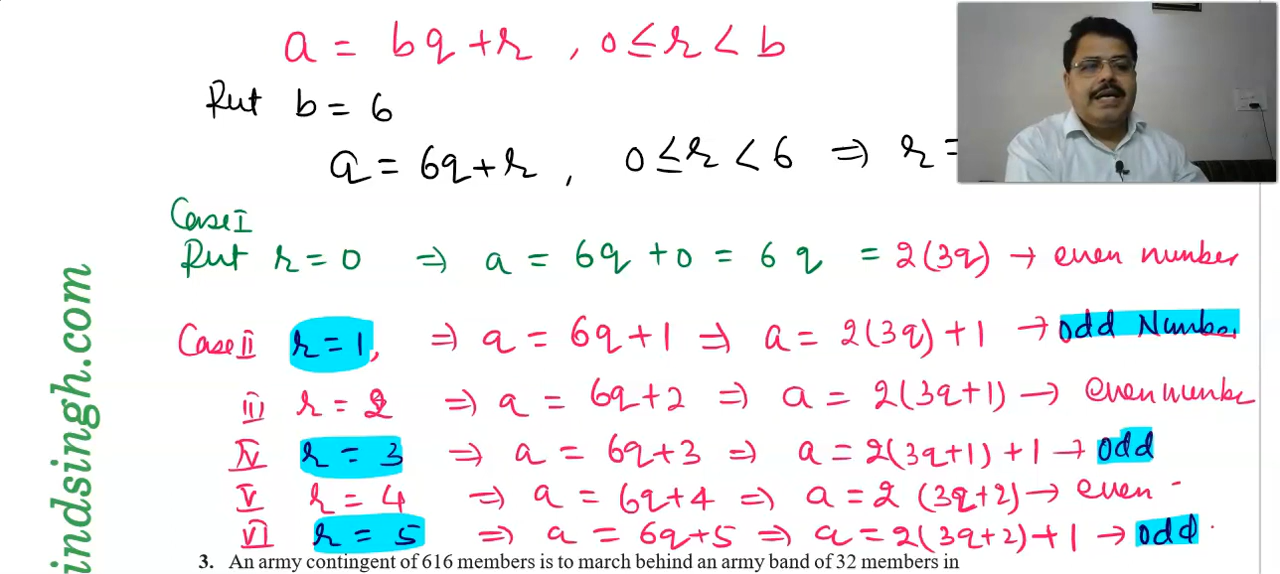 a = bq + r , 0 ≤ r < b
Put b = 6
a = 6q + r , 0 ≤ r < 6 ⇒ r =
Case I
Put r = 0 ⇒ a = 6q + 0 = 6q = 2(3q) → even number
Case II r = 1, ⇒ a = 6q + 1 ⇒ a = 2(3q) + 1 → odd Number
III r = 2 ⇒ a = 6q + 2 ⇒ a = 2(3q+1) → even numbe
IV r = 3 ⇒ a = 6q + 3 ⇒ a = 2(3q+1) + 1 → odd
V r = 4 ⇒ a = 6q + 4 ⇒ a = 2(3q+2) → even
VI r = 5 ⇒ a = 6q + 5 ⇒ a = 2(3q+2) + 1 → odd
3. An army contingent of 616 members is to march behind an army band of 32 members in
indsingh.com